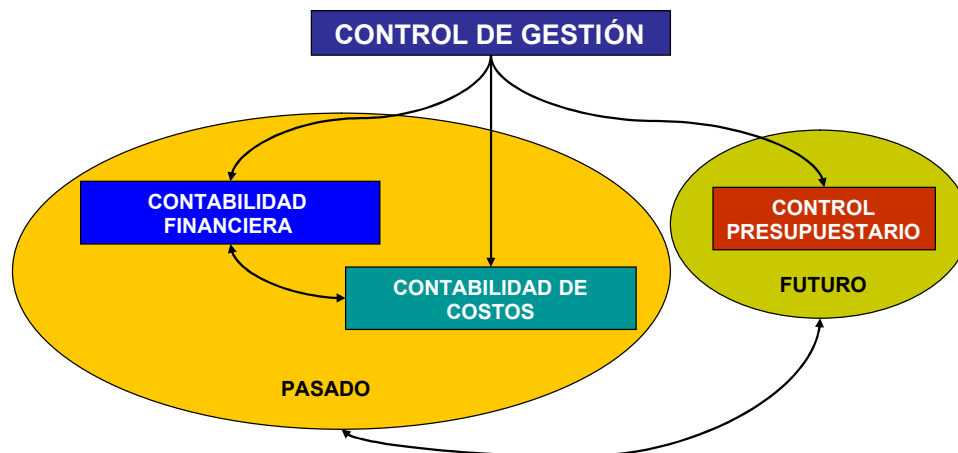 CONTROL DE GESTIÓN
CONTABILIDAD
FINANCIERA
CONTROL
PRESUPUESTARIO
CONTABILIDAD DE
COSTOS
FUTURO
PASADO